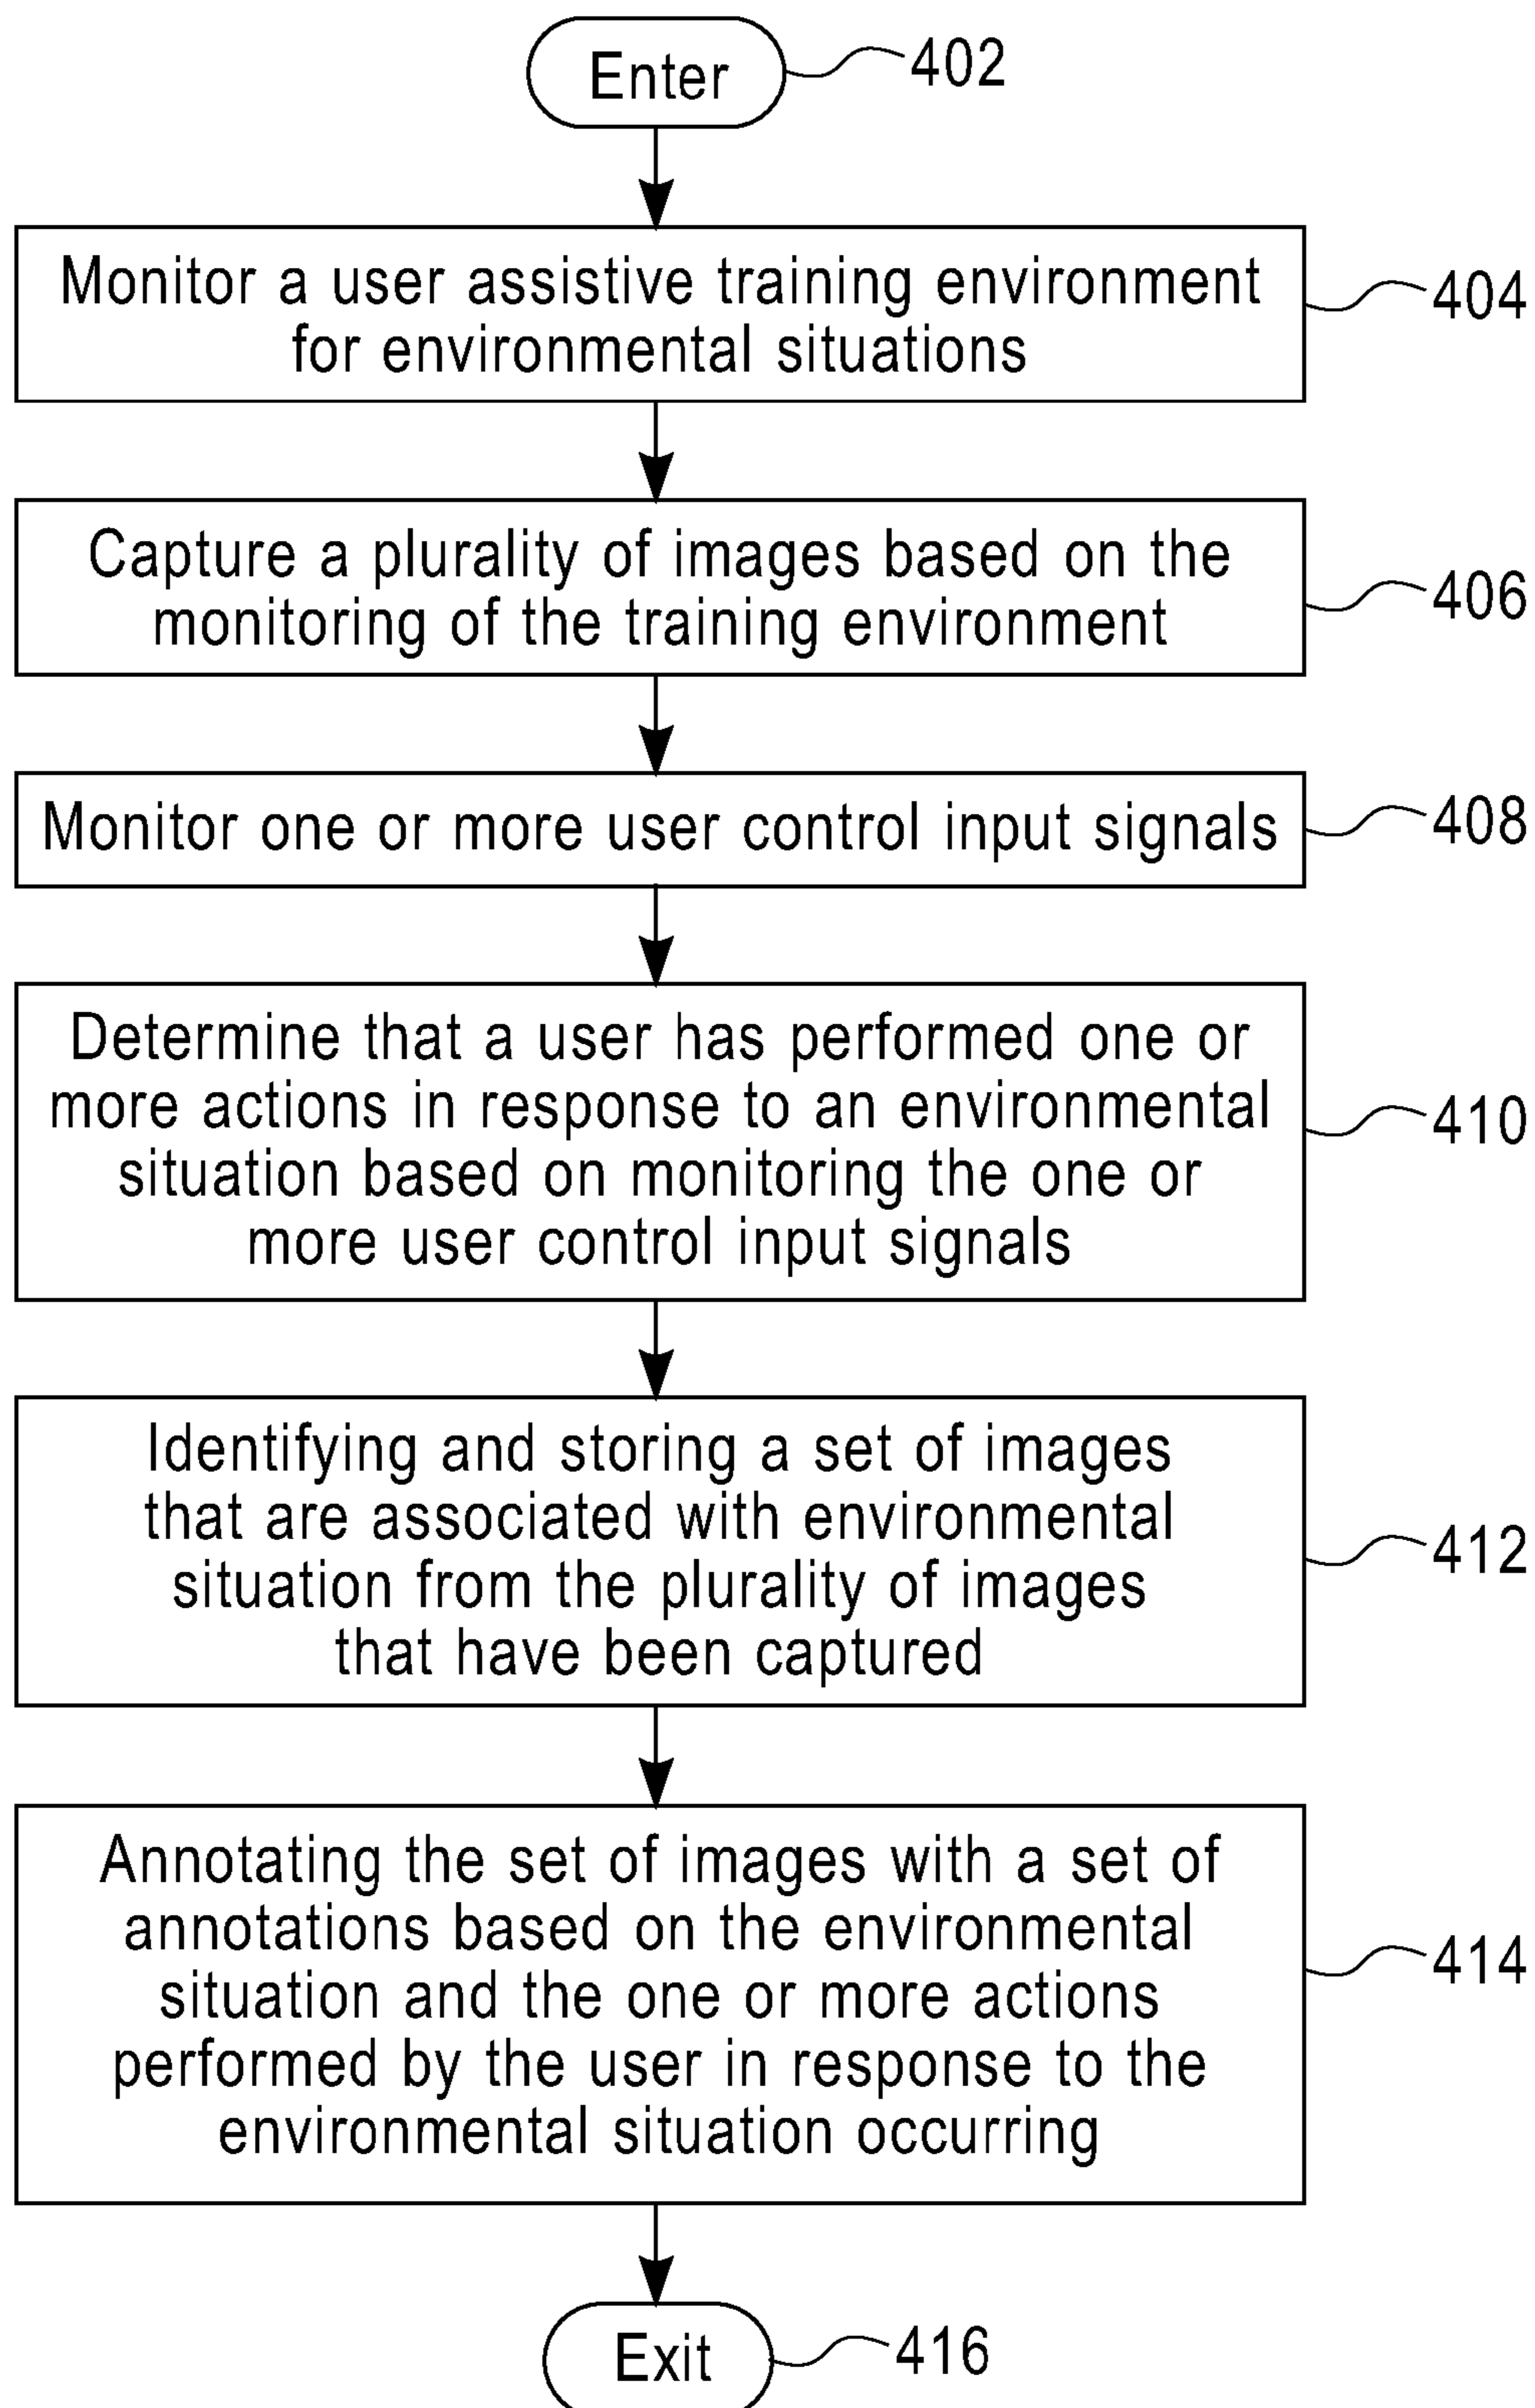 Enter
402
Monitor a user assistive training environment
for environmental situations
404
Capture a plurality of images based on the
monitoring of the training environment
406
Monitor one or more user control input signals
408
Determine that a user has performed one or
more actions in response to an environmental
situation based on monitoring the one or
more user control input signals
410
Identifying and storing a set of images
that are associated with environmental
situation from the plurality of images
that have been captured
412
Annotating the set of images with a set of
annotations based on the environmental
situation and the one or more actions
performed by the user in response to the
environmental situation occurring
414
Exit
416